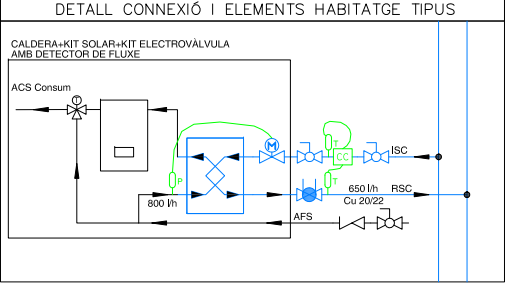 DETALL CONNEXIÓ I ELEMENTS HABITATGE TIPUS
CALDERA+KIT SOLAR+KIT ELECTROVÀLVULA
AMB DETECTOR DE FLUXE
ACS Consum
T
M
T
CC
ISC
P
T
650 l/h
RSC
800 l/h
Cu 20/22
AFS